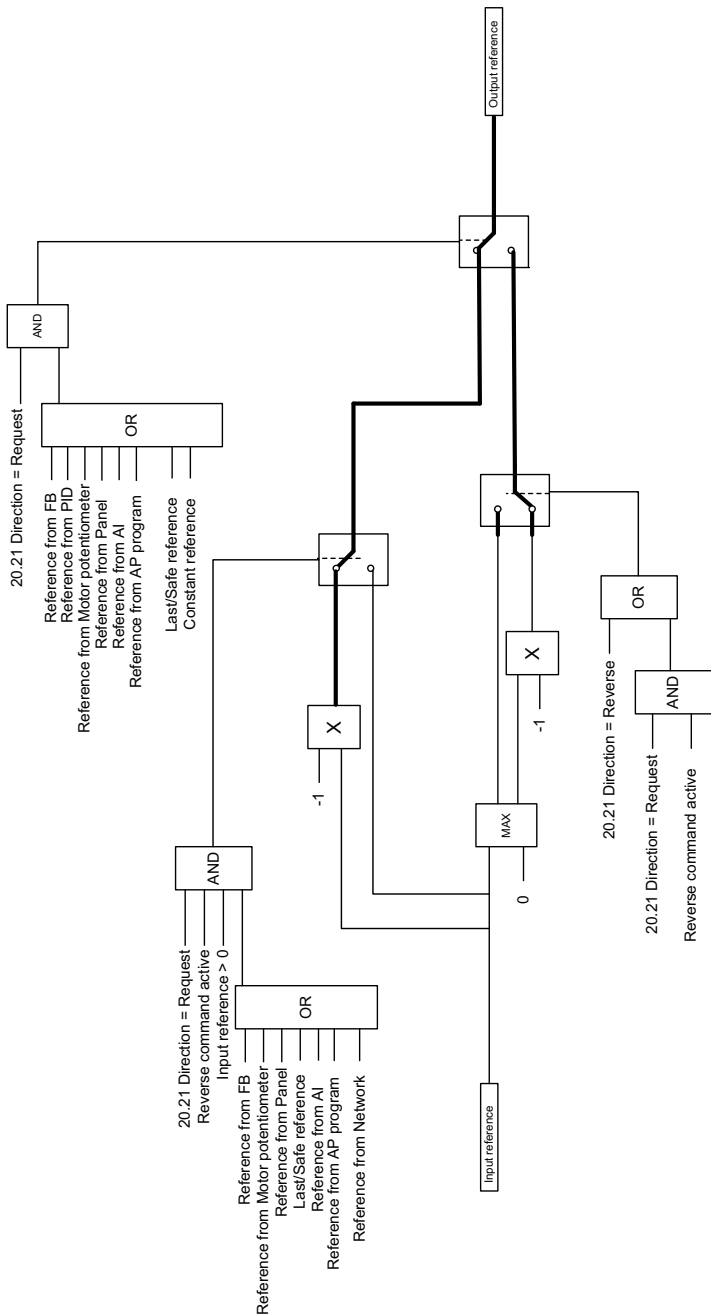 20.21 Direction = Request
AND
Reference from FB
Reference from PID
Reference from Motor potentiometer
Reference from Panel
Reference from AI
Reference from AP program
Last/Safe reference
Constant reference
OR
20.21 Direction = Request
Reverse command active
Input reference > 0
AND
Reference from FB
Reference from Motor potentiometer
Reference from Panel
Last/Safe reference
Reference from AI
Reference from AP program
Reference from Network
OR
-1
X
Input reference
MAX
0
X
-1
20.21 Direction = Reverse
OR
20.21 Direction = Request
Reverse command active
AND
Output reference